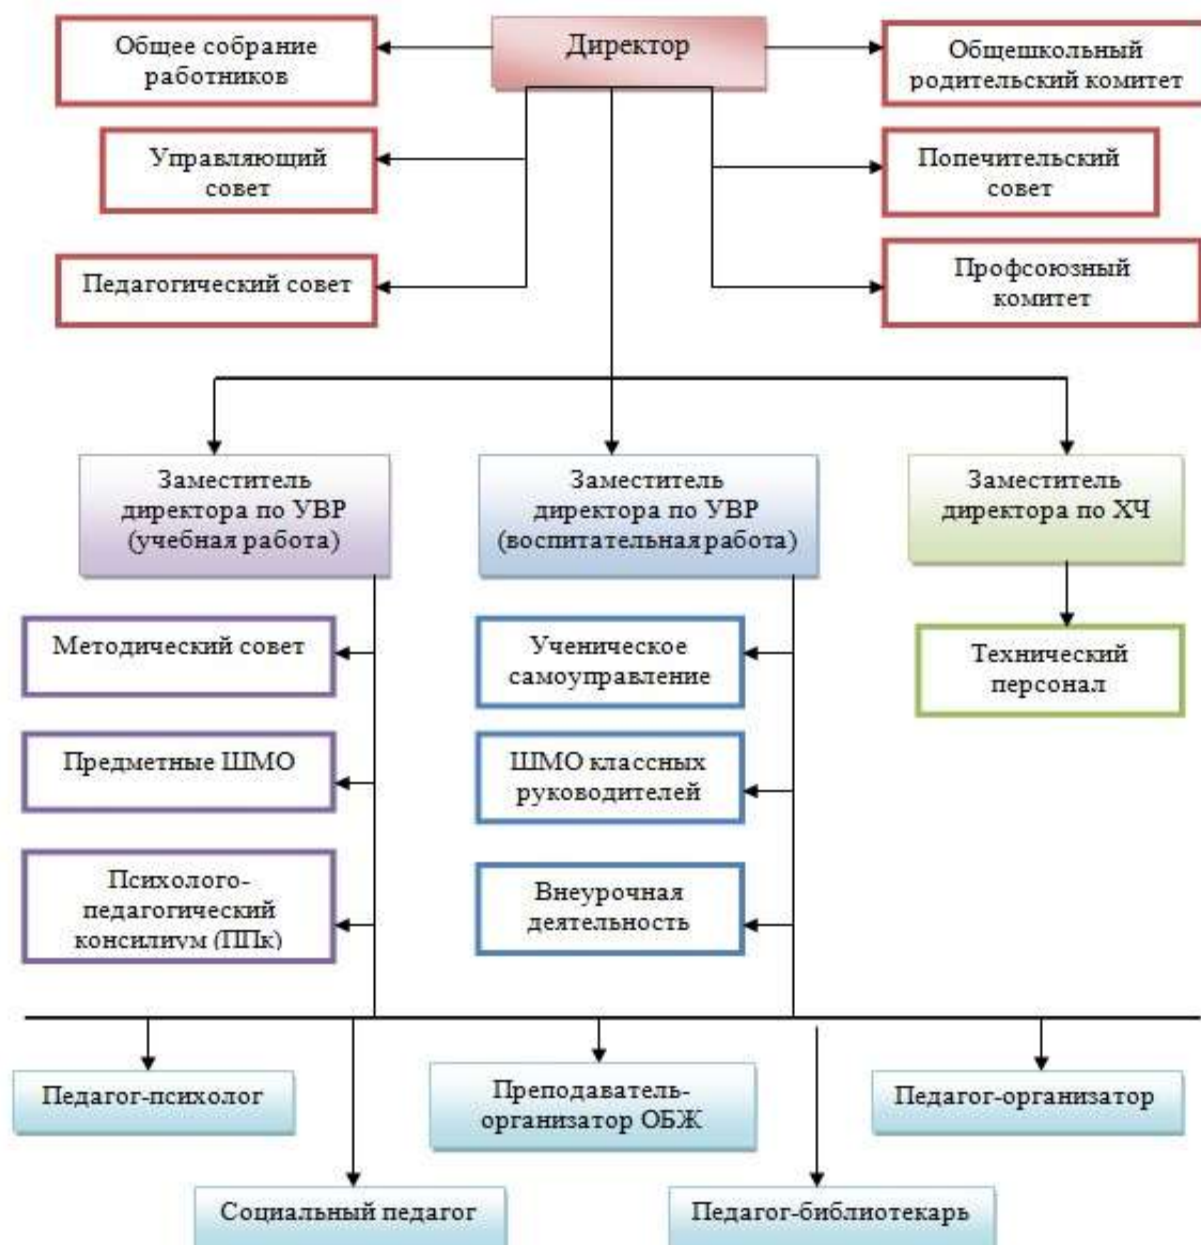 Директор
Общее собрание
работников
Общешкольный
родительский комитет
Управляющий
совет
Попечительский
совет
Педагогический совет
Профсоюзный
комитет
Заместитель
директора по УВР
(учебная работа)
Заместитель
директора по УВР
(воспитательная работа)
Заместитель
директора по ХЧ
Методический совет
Ученическое
самоуправление
Технический
персонал
Предметные ШМО
ШМО классных
руководителей
Психолого-
педагогический
консилиум (ППк)
Внеурочная
деятельность
Педагог-психолог
Преподаватель-
организатор ОБЖ
Педагог-организатор
Социальный педагог
Педагог-библиотекарь